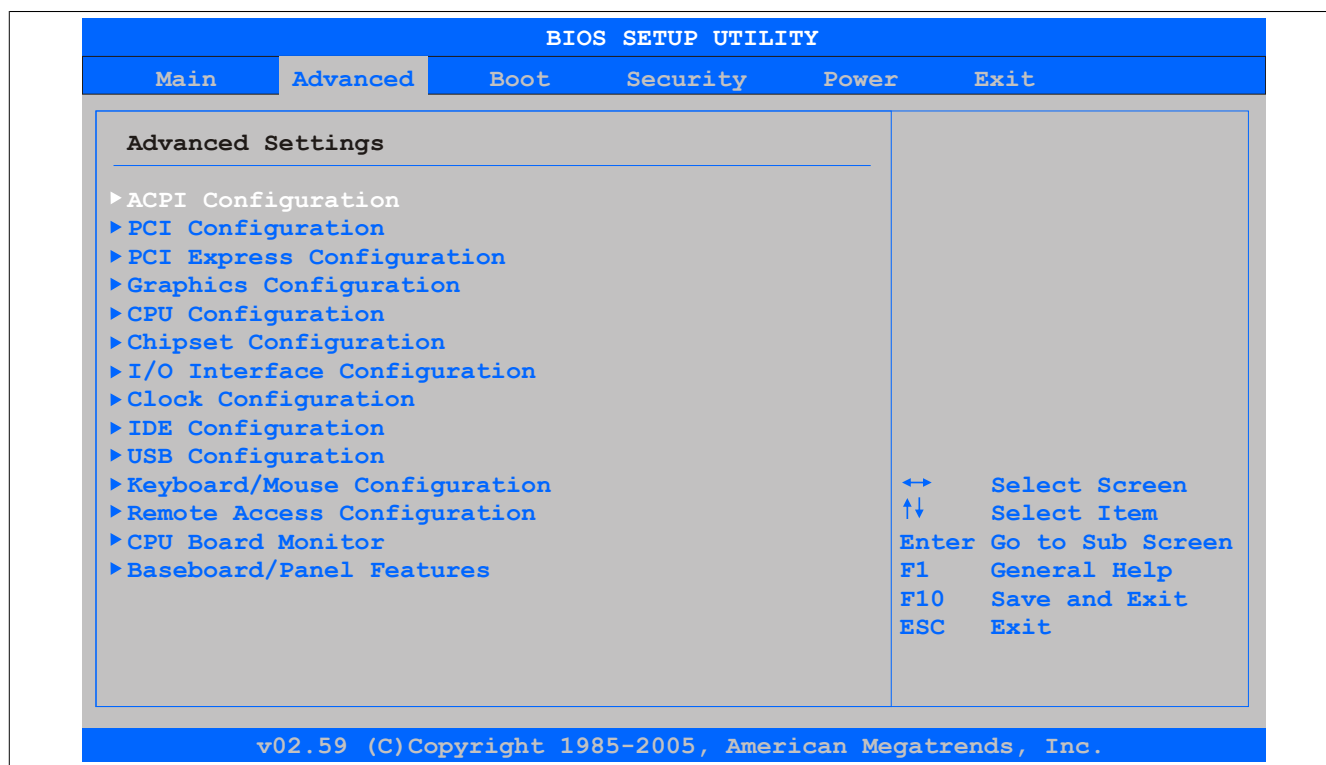 BIOS SETUP UTILITY
Main Advanced Boot Security Power Exit
Advanced Settings
ACPI Configuration
PCI Configuration
PCI Express Configuration
Graphics Configuration
CPU Configuration
Chipset Configuration
I/O Interface Configuration
Clock Configuration
IDE Configuration
USB Configuration
Keyboard/Mouse Configuration
Remote Access Configuration
CPU Board Monitor
Baseboard/Panel Features
↔ Select Screen
↑↓ Select Item
Enter Go to Sub Screen
F1 General Help
F10 Save and Exit
ESC Exit
v02.59 (C)Copyright 1985-2005, American Megatrends, Inc.